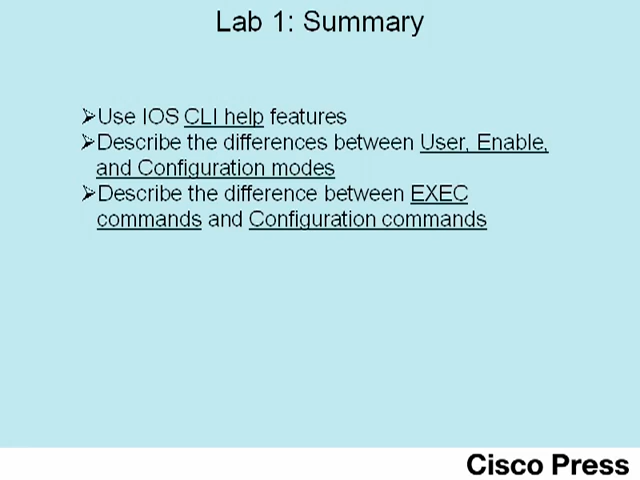 Lab 1: Summary
➢Use IOS CLI help features
➢Describe the differences between User, Enable,
and Configuration modes
➢Describe the difference between EXEC
commands and Configuration commands
Cisco Press